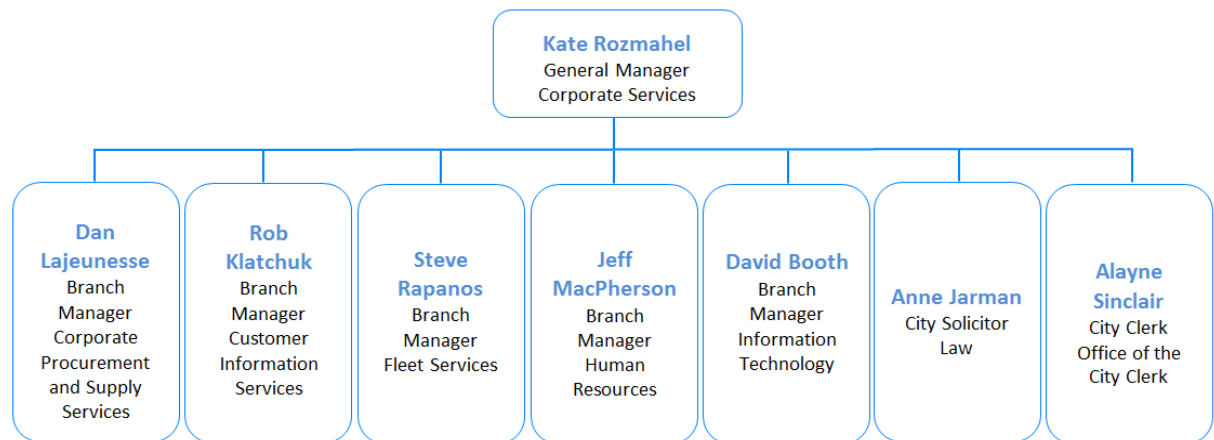 Kate Rozmahel
General Manager
Corporate Services
Dan
Lajeunesse
Branch
Manager
Corporate
Procurement
and Supply
Services
Rob
Klatchuk
Branch
Manager
Customer
Information
Services
Steve
Rapanos
Branch
Manager
Fleet Services
Jeff
MacPherson
Branch
Manager
Human
Resources
David Booth
Branch
Manager
Information
Technology
Anne Jarman
City Solicitor
Law
Alayne
Sinclair
City Clerk
Office of the
City Clerk